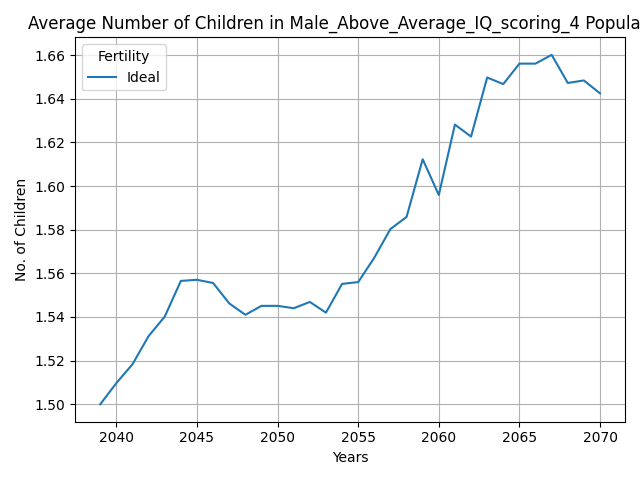 Average Number of Children in Male_Above_Average_IQ_scoring_4 Popula
Fertility
Ideal
No. of Children
1.66
1.64
1.62
1.60
1.58
1.56
1.54
1.52
1.50
2040 2045 2050 2055 2060 2065 2070
Years